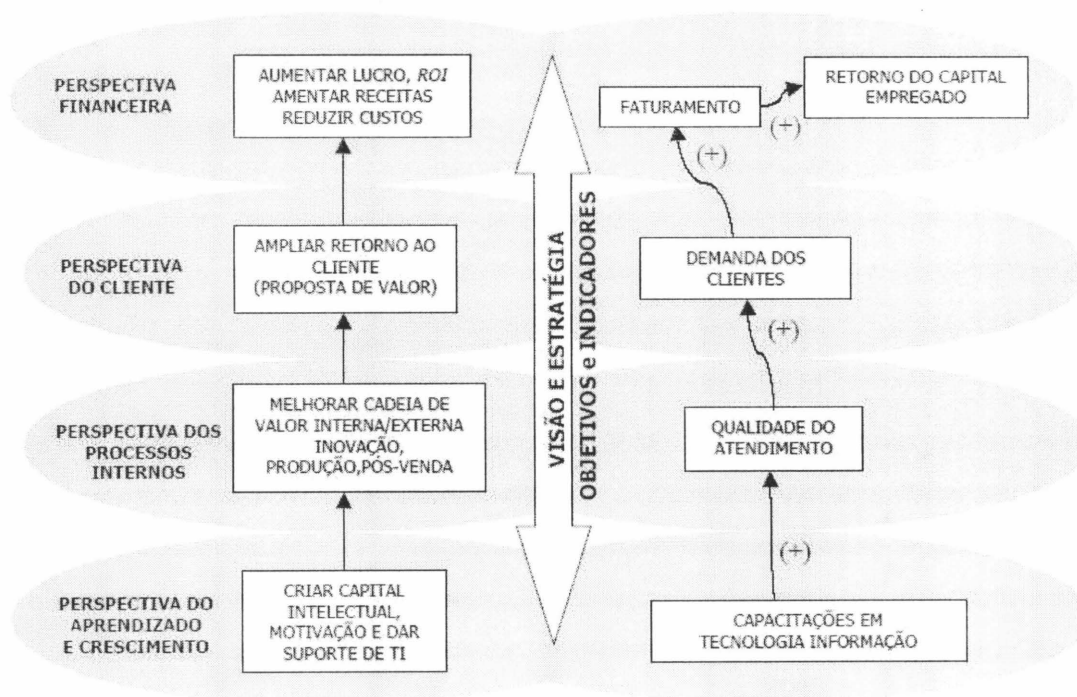 PERSPECTIVA
FINANCEIRA
AUMENTAR LUCRO, ROI
AMENTAR RECEITAS
REDUZIR CUSTOS
FATURAMENTO
(+)
RETORNO DO CAPITAL
EMPREGADO
(+)
PERSPECTIVA
DO CLIENTE
AMPLIAR RETORNO AO
CLIENTE
(PROPOSTA DE VALOR)
VISÃO E ESTRATÉGIA
OBJETIVOS e INDICADORES
DEMANDA DOS
CLIENTES
(+)
PERSPECTIVA DOS
PROCESSOS
INTERNOS
MELHORAR CADEIA DE
VALOR INTERNA/EXTERNA
INOVAÇÃO,
PRODUÇÃO,PÓS-VENDA
QUALIDADE DO
ATENDIMENTO
(+)
PERSPECTIVA DO
APRENDIZADO
E CRESCIMENTO
CRIAR CAPITAL
INTELECTUAL,
MOTIVAÇÃO E DAR
SUPORTE DE TI
CAPACITAÇÕES EM
TECNOLOGIA INFORMAÇÃO